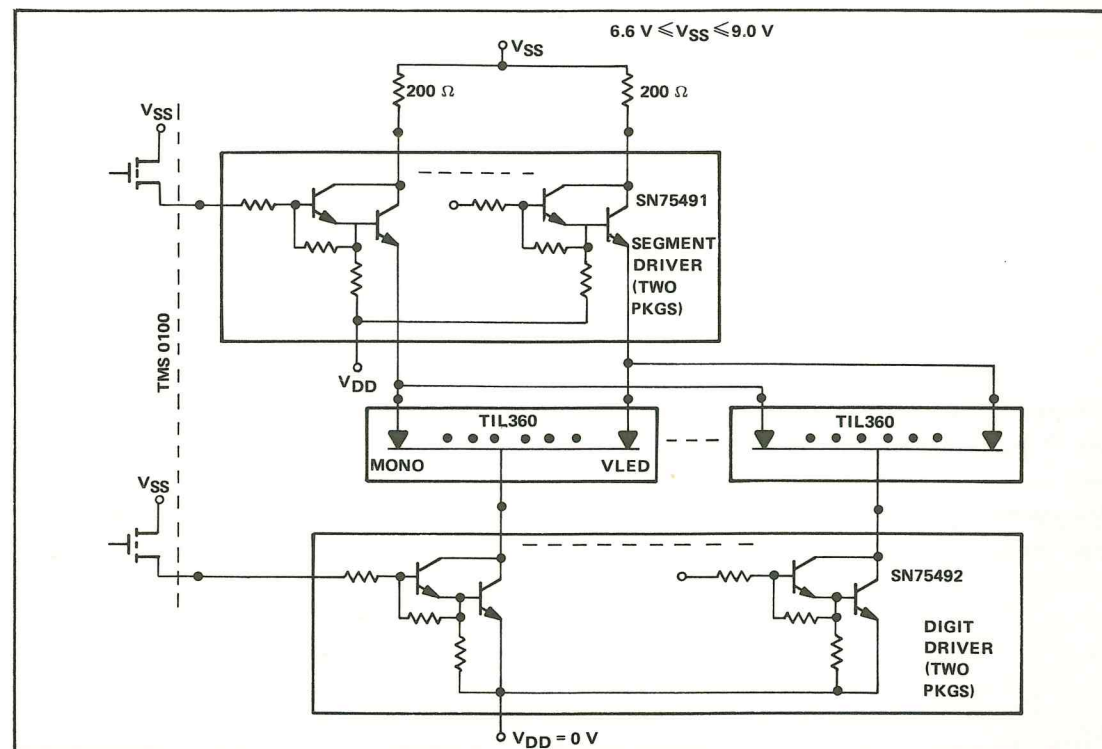 6.6 V ≤ VSS ≤ 9.0 V
VSS
200 Ω
200 Ω
VSS
SN75491
SEGMENT
DRIVER
(TWO
PKGS)
TMS 0100
VDD
TIL360
MONO
VLED
TIL360
VSS
SN75492
DIGIT
DRIVER
(TWO
PKGS)
VDD = 0 V